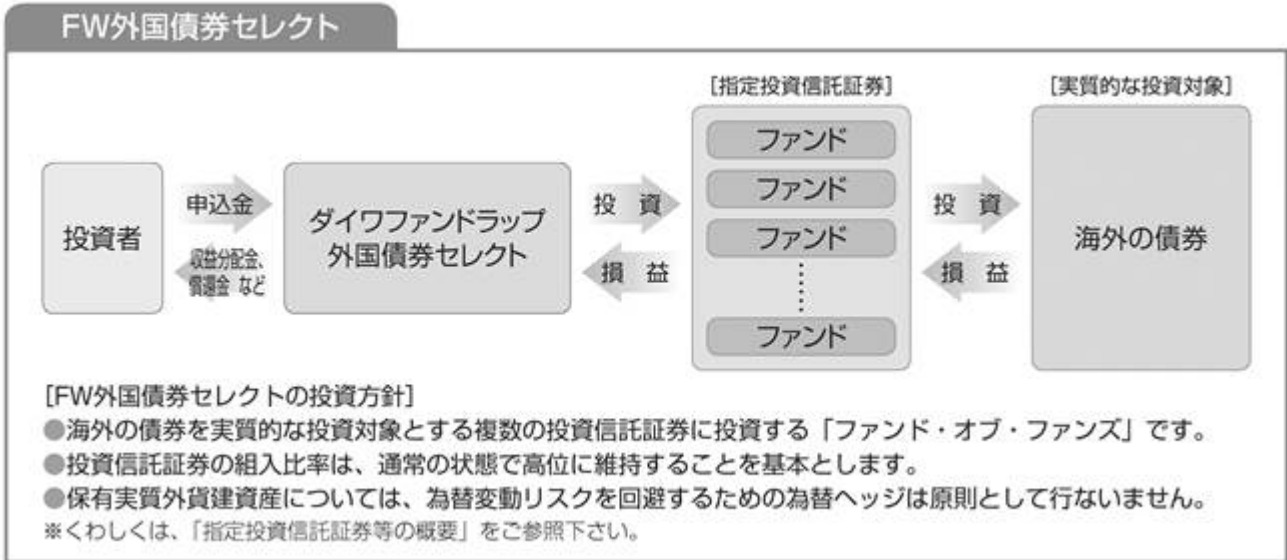 FW外国債券セレクト
[指定投資信託証券]
[実質的な投資対象]
投資者
申込金
収益分配金、
償還金 など
ダイワファンドラップ
外国債券セレクト
投 資
損 益
ファンド
ファンド
ファンド
ファンド
投 資
損 益
海外の債券
[FW外国債券セレクトの投資方針]
●海外の債券を実質的な投資対象とする複数の投資信託証券に投資する「ファンド・オブ・ファンズ」です。
●投資信託証券の組入比率は、通常の状態で高位に維持することを基本とします。
●保有実質外貨建資産については、為替変動リスクを回避するための為替ヘッジは原則として行ないません。
※くわしくは、「指定投資信託証券等の概要」をご参照下さい。